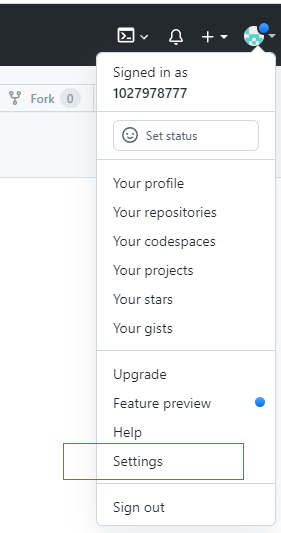 Fork 0
Signed in as
1027978777
Set status
Your profile
Your repositories
Your codespaces
Your projects
Your stars
Your gists
Upgrade
Feature preview
Help
Settings
Sign out